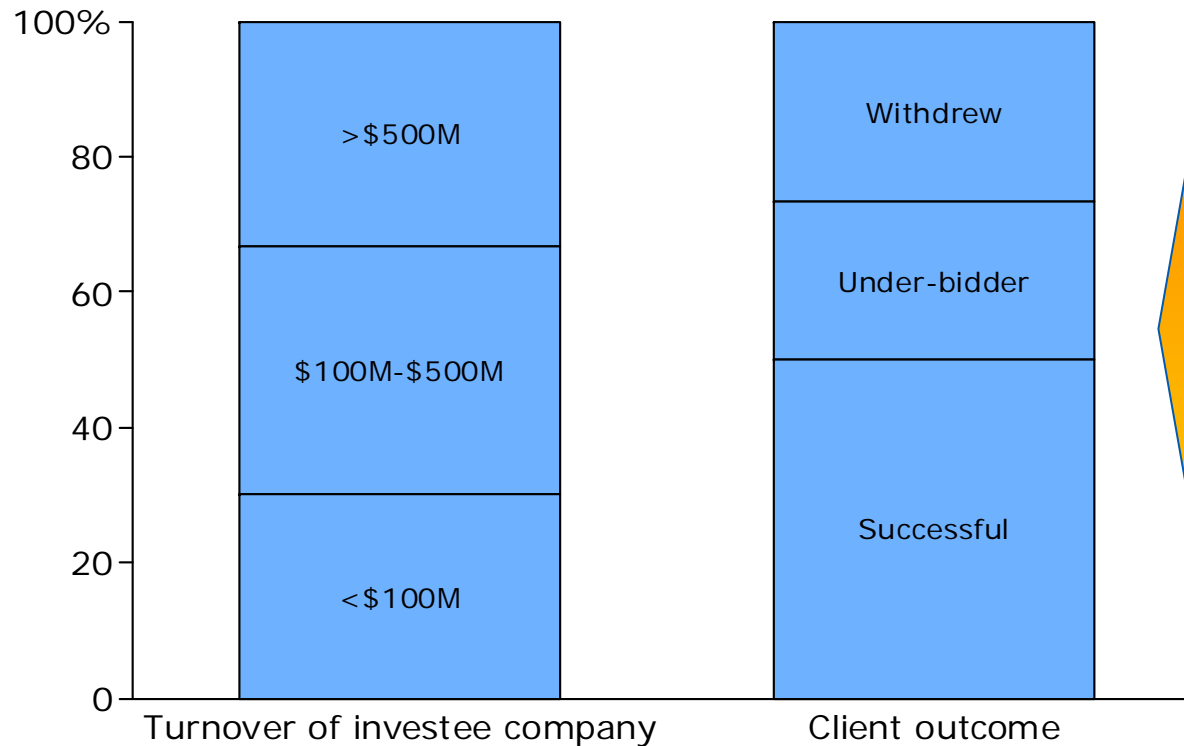 100%
80
60
40
20
0
>$500M
$100M-$500M
<$100M
Withdrew
Under-bidder
Successful
Turnover of investee company
Client outcome